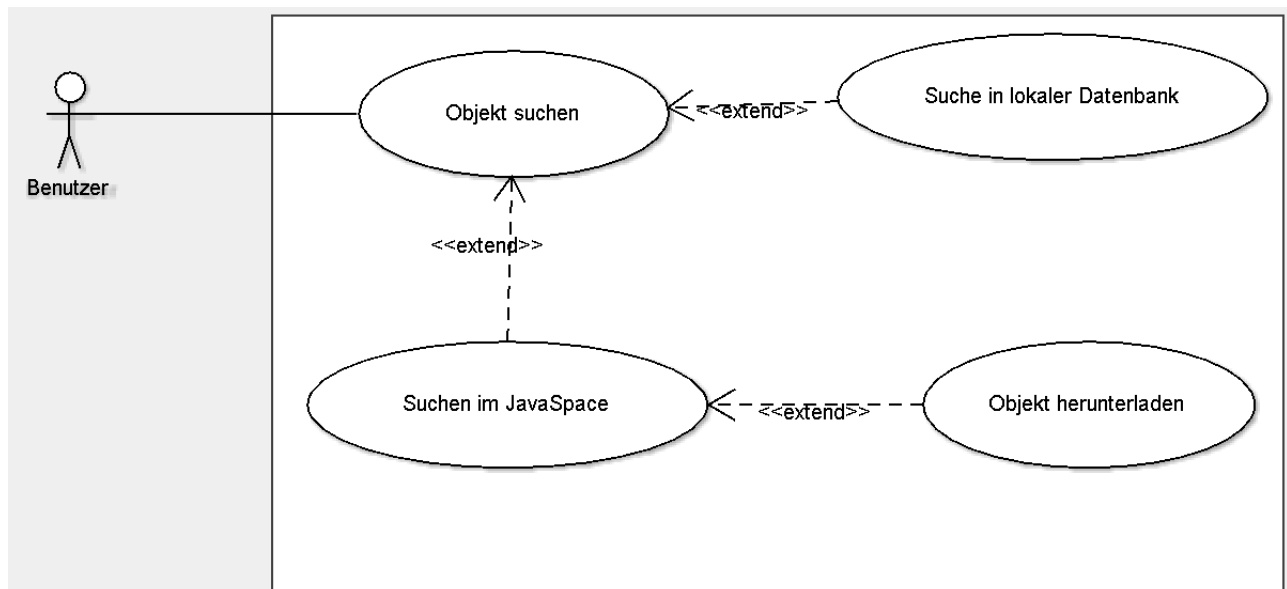 Objekt suchen
<<extend>>
Suche in lokaler Datenbank
Benutzer
<<extend>>
Suchen im JavaSpace
<<extend>>
Objekt herunterladen